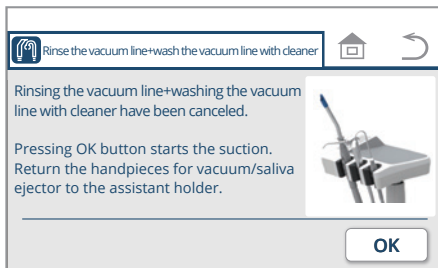 Rinse the vacuum line+wash the vacuum line with cleaner
Rinsing the vacuum line+washing the vacuum
line with cleaner have been canceled.
Pressing OK button starts the suction.
Return the handpieces for vacuum/saliva
ejector to the assistant holder.
OK